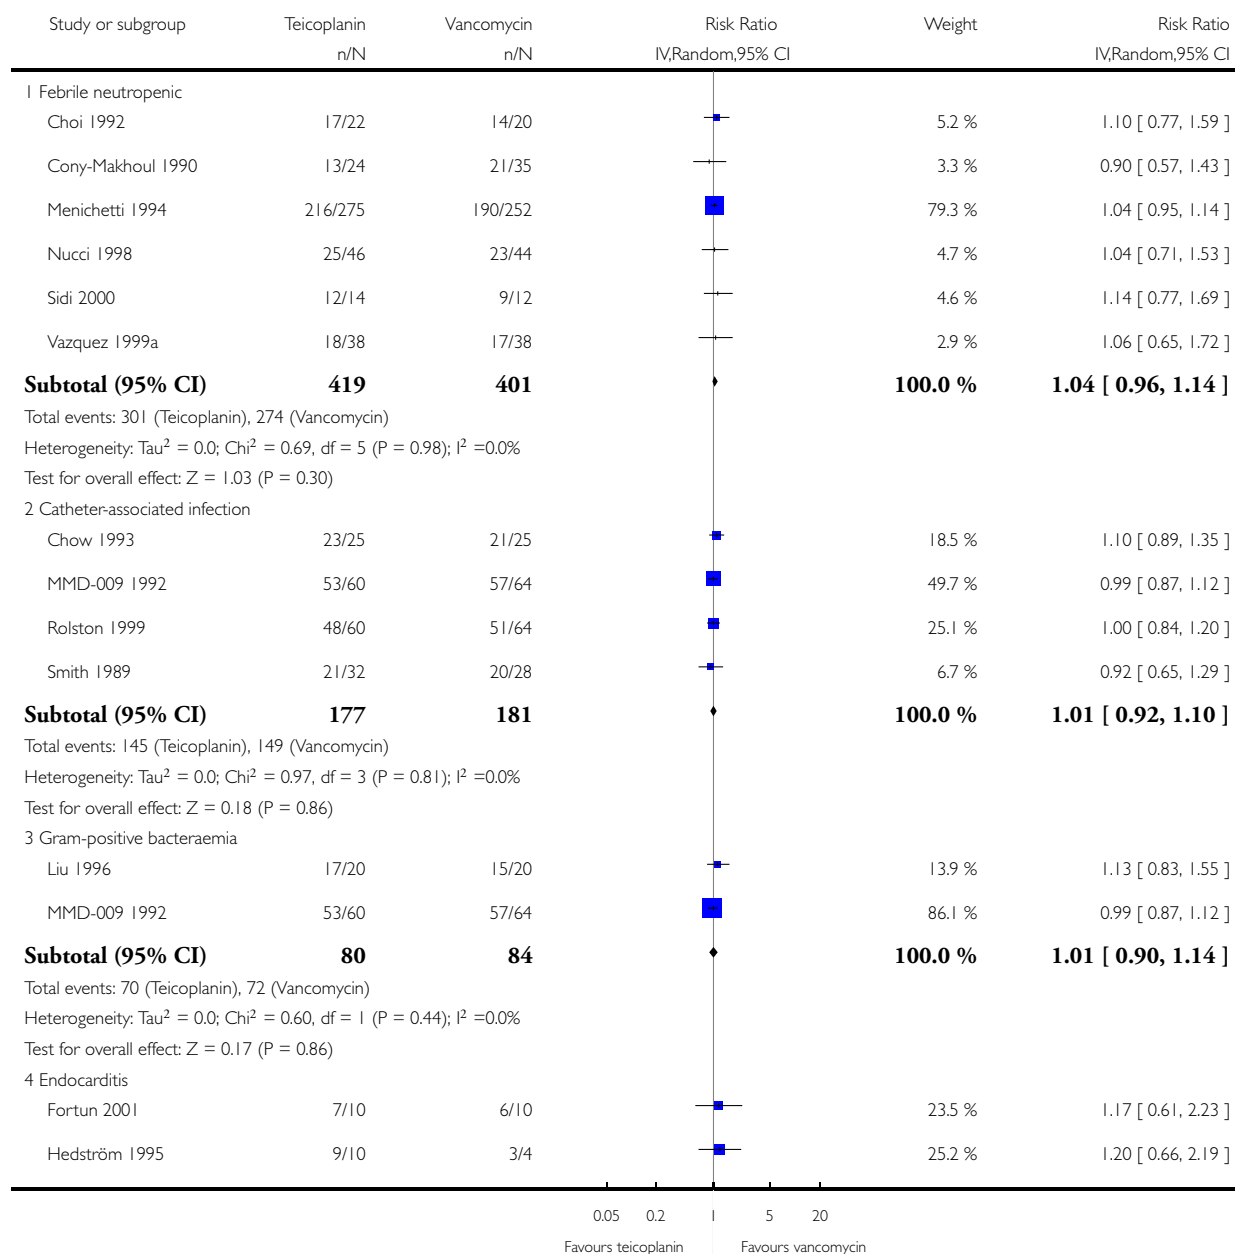 Study or subgroup Teicoplanin Vancomycin Risk Ratio Weight Risk Ratio
n/N n/N IV,Random,95% CI IV,Random,95% CI
1 Febrile neutropenic
Choi 1992 17/22 14/20 5.2 % 1.10 [ 0.77, 1.59 ]
Cony-Makhoul 1990 13/24 21/35 3.3 % 0.90 [ 0.57, 1.43 ]
Menichetti 1994 216/275 190/252 79.3 % 1.04 [ 0.95, 1.14 ]
Nucci 1998 25/46 23/44 4.7 % 1.04 [ 0.71, 1.53 ]
Sidi 2000 12/14 9/12 4.6 % 1.14 [ 0.77, 1.69 ]
Vazquez 1999a 18/38 17/38 2.9 % 1.06 [ 0.65, 1.72 ]
Subtotal (95% CI) 419 401 100.0 % 1.04 [ 0.96, 1.14 ]
Total events: 301 (Teicoplanin), 274 (Vancomycin)
Heterogeneity: Tau² = 0.0; Chi² = 0.69, df = 5 (P = 0.98); I² =0.0%
Test for overall effect: Z = 1.03 (P = 0.30)
2 Catheter-associated infection
Chow 1993 23/25 21/25 18.5 % 1.10 [ 0.89, 1.35 ]
MMD-009 1992 53/60 57/64 49.7 % 0.99 [ 0.87, 1.12 ]
Rolston 1999 48/60 51/64 25.1 % 1.00 [ 0.84, 1.20 ]
Smith 1989 21/32 20/28 6.7 % 0.92 [ 0.65, 1.29 ]
Subtotal (95% CI) 177 181 100.0 % 1.01 [ 0.92, 1.10 ]
Total events: 145 (Teicoplanin), 149 (Vancomycin)
Heterogeneity: Tau² = 0.0; Chi² = 0.97, df = 3 (P = 0.81); I² =0.0%
Test for overall effect: Z = 0.18 (P = 0.86)
3 Gram-positive bacteraemia
Liu 1996 17/20 15/20 13.9 % 1.13 [ 0.83, 1.55 ]
MMD-009 1992 53/60 57/64 86.1 % 0.99 [ 0.87, 1.12 ]
Subtotal (95% CI) 80 84 100.0 % 1.01 [ 0.90, 1.14 ]
Total events: 70 (Teicoplanin), 72 (Vancomycin)
Heterogeneity: Tau² = 0.0; Chi² = 0.60, df = 1 (P = 0.44); I² =0.0%
Test for overall effect: Z = 0.17 (P = 0.86)
4 Endocarditis
Fortun 2001 7/10 6/10 23.5 % 1.17 [ 0.61, 2.23 ]
Hedström 1995 9/10 3/4 25.2 % 1.20 [ 0.66, 2.19 ]
0.05 0.2 1 5 20
Favours teicoplanin Favours vancomycin